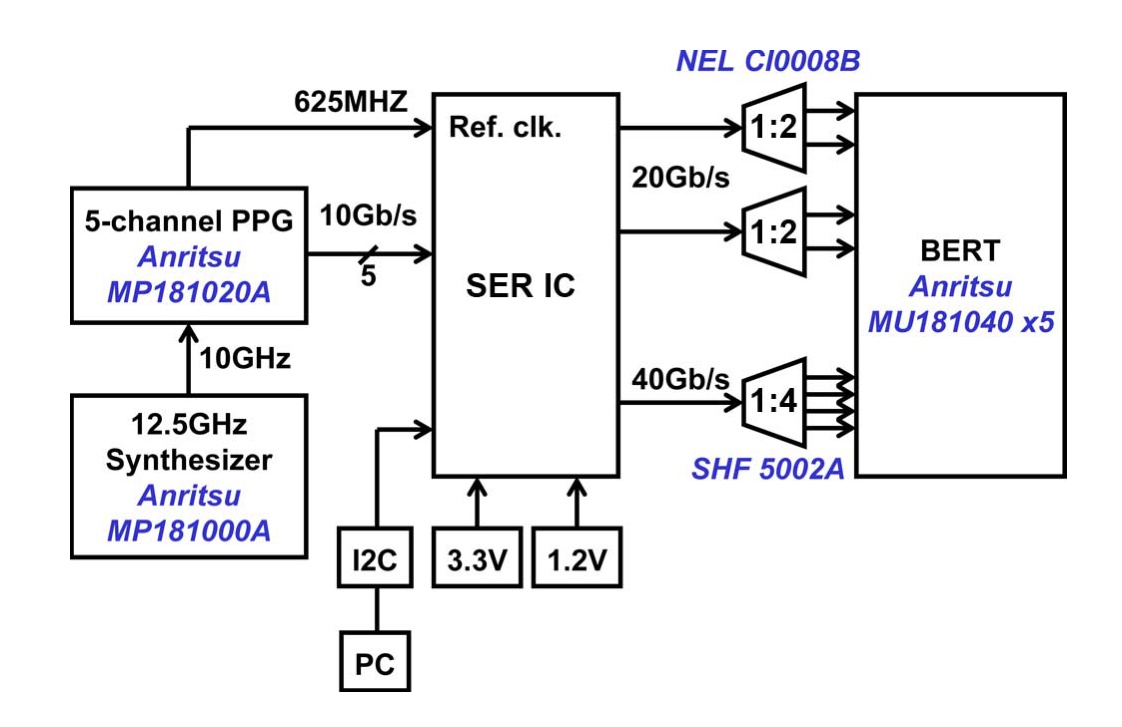 NEL CI0008B
625MHZ
Ref. clk.
1:2
20Gb/s
5-channel PPG
Anritsu
MP181020A
10Gb/s
5
1:2
SER IC
BERT
Anritsu
MU181040 x5
10GHz
40Gb/s
1:4
12.5GHz
Synthesizer
Anritsu
MP181000A
SHF 5002A
I2C
3.3V
1.2V
PC